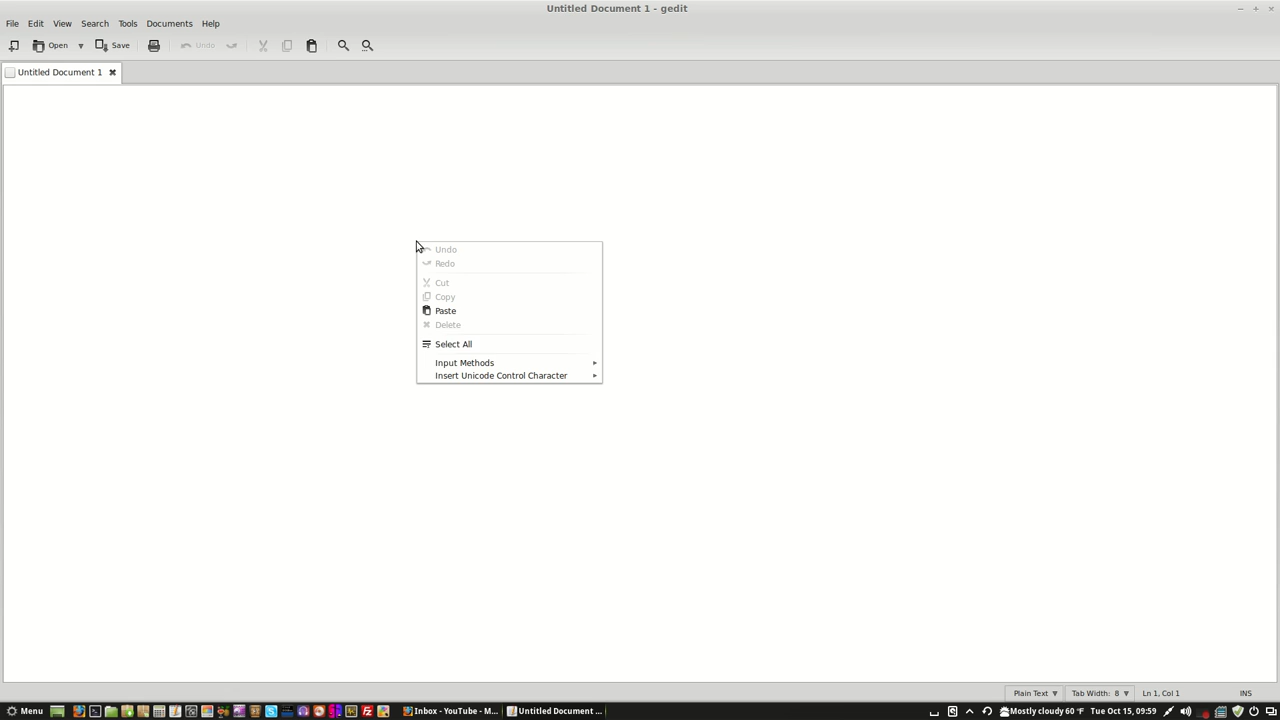 Untitled Document 1 - gedit
File Edit View Search Tools Documents Help
Open Save Undo
Untitled Document 1
Undo
Redo
Cut
Copy
Paste
Delete
Select All
Input Methods
Insert Unicode Control Character
Plain Text Tab Width: 8 Ln 1, Col 1 INS
Menu Inbox - YouTube - M... Untitled Document ... Mostly cloudy 60 °F Tue Oct 15, 09:59